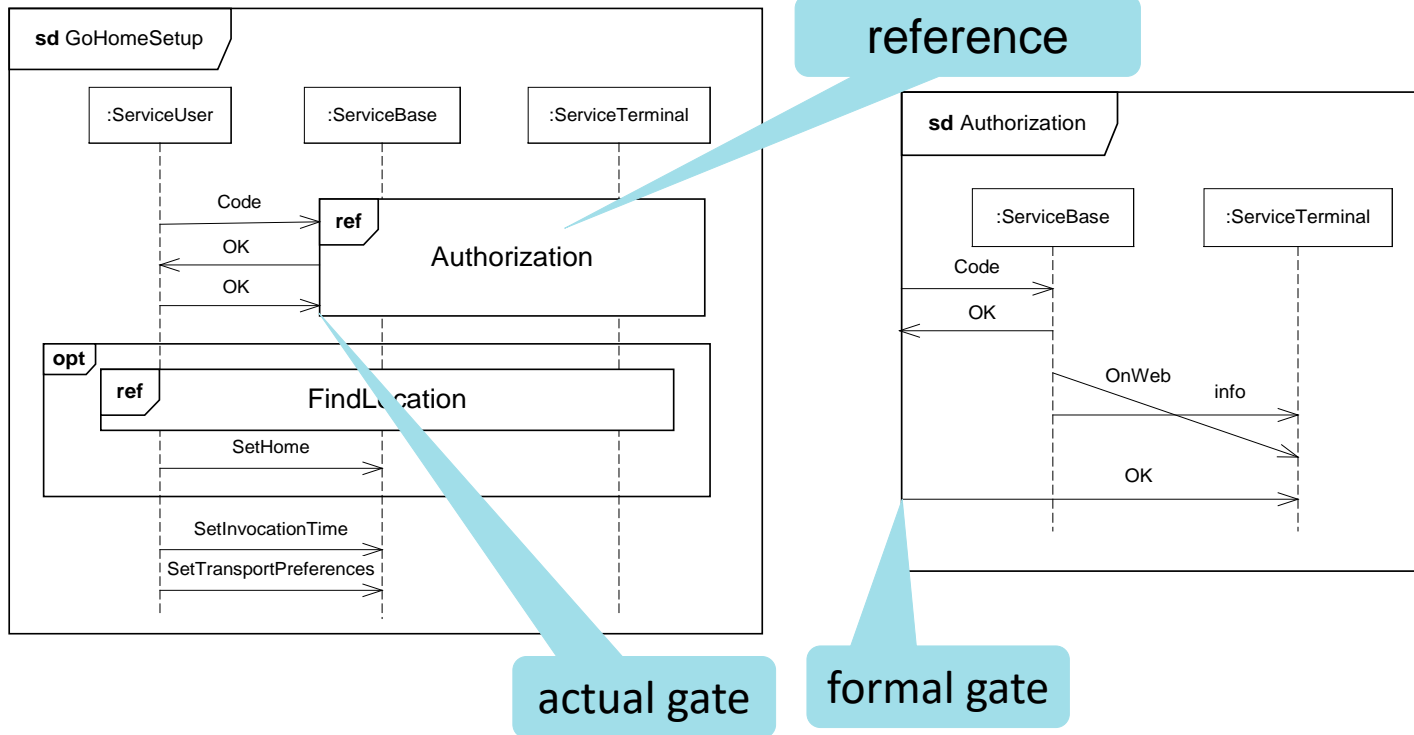 sd GoHomeSetup
:ServiceUser
:ServiceBase
:ServiceTerminal
Code
OK
OK
ref
Authorization
opt
ref
FindLocation
SetHome
SetInvocationTime
SetTransportPreferences
reference
sd Authorization
:ServiceBase
:ServiceTerminal
Code
OK
OnWeb
info
OK
actual gate
formal gate